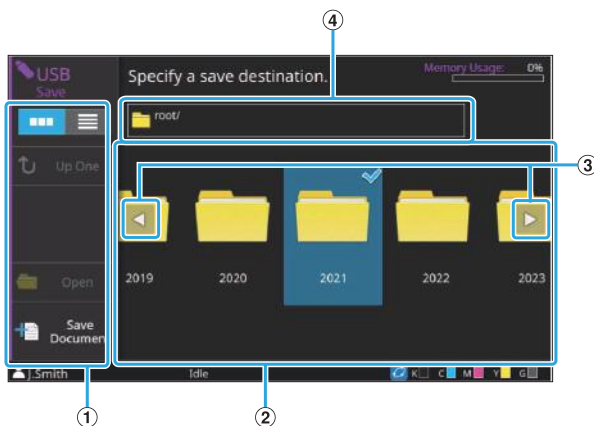 ④
USB
Save
Specify a save destination.
Memory Usage: 0%
root/
Up One
③
2019 2020 2021 2022 2023
Open
Save
Documen
J.Smith Idle K C M Y G
① ②